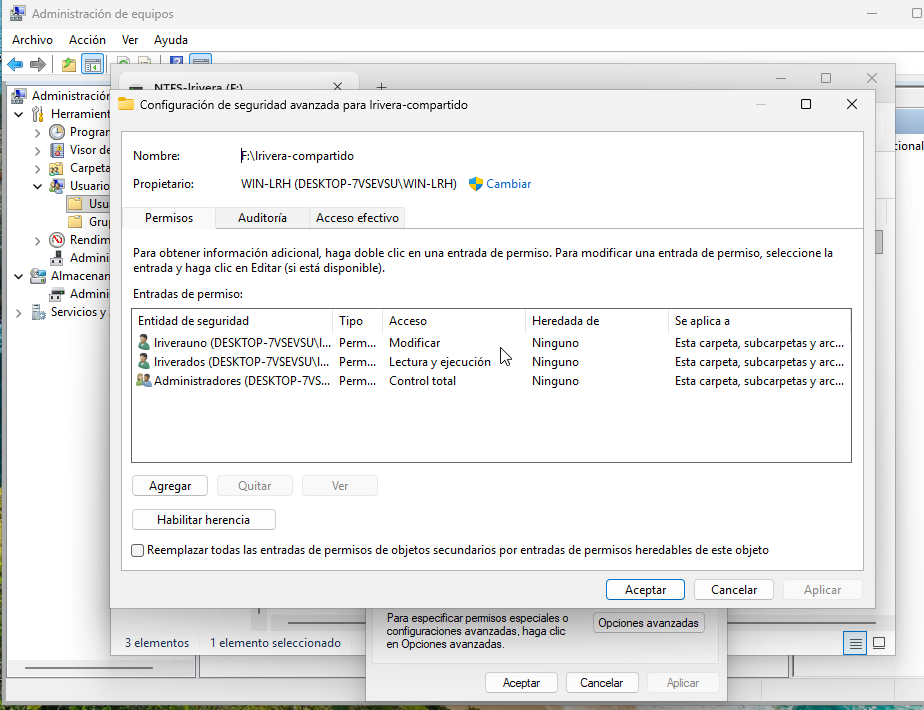 Administración de equipos
Archivo Acción Ver Ayuda
NTFS-lrivera (F:)
Administración
Herramient
Program
Visor de
Carpeta
Usuario
Usu
Grup
Rendim
Admini
Almacenam
Admini
Servicios y
Configuración de seguridad avanzada para lrivera-compartido
Nombre: F:\lrivera-compartido
Propietario: WIN-LRH (DESKTOP-7VSEVSU\WIN-LRH) Cambiar
Permisos Auditoría Acceso efectivo
Para obtener información adicional, haga doble clic en una entrada de permiso. Para modificar una entrada de permiso, seleccione la
entrada y haga clic en Editar (si está disponible).
Entradas de permiso:
Entidad de seguridad Tipo Acceso Heredada de Se aplica a
lriverauno (DESKTOP-7VSEVSU\l... Perm... Modificar Ninguno Esta carpeta, subcarpetas y arc...
lriverados (DESKTOP-7VSEVSU\l... Perm... Lectura y ejecución Ninguno Esta carpeta, subcarpetas y arc...
Administradores (DESKTOP-7VS... Perm... Control total Ninguno Esta carpeta, subcarpetas y arc...
Agregar Quitar Ver
Habilitar herencia
Reemplazar todas las entradas de permisos de objetos secundarios por entradas de permisos heredables de este objeto
Aceptar Cancelar Aplicar
cional
3 elementos 1 elemento seleccionado
Para especificar permisos especiales o
configuraciones avanzadas, haga clic
en Opciones avanzadas.
Opciones avanzadas
Aceptar Cancelar Aplicar